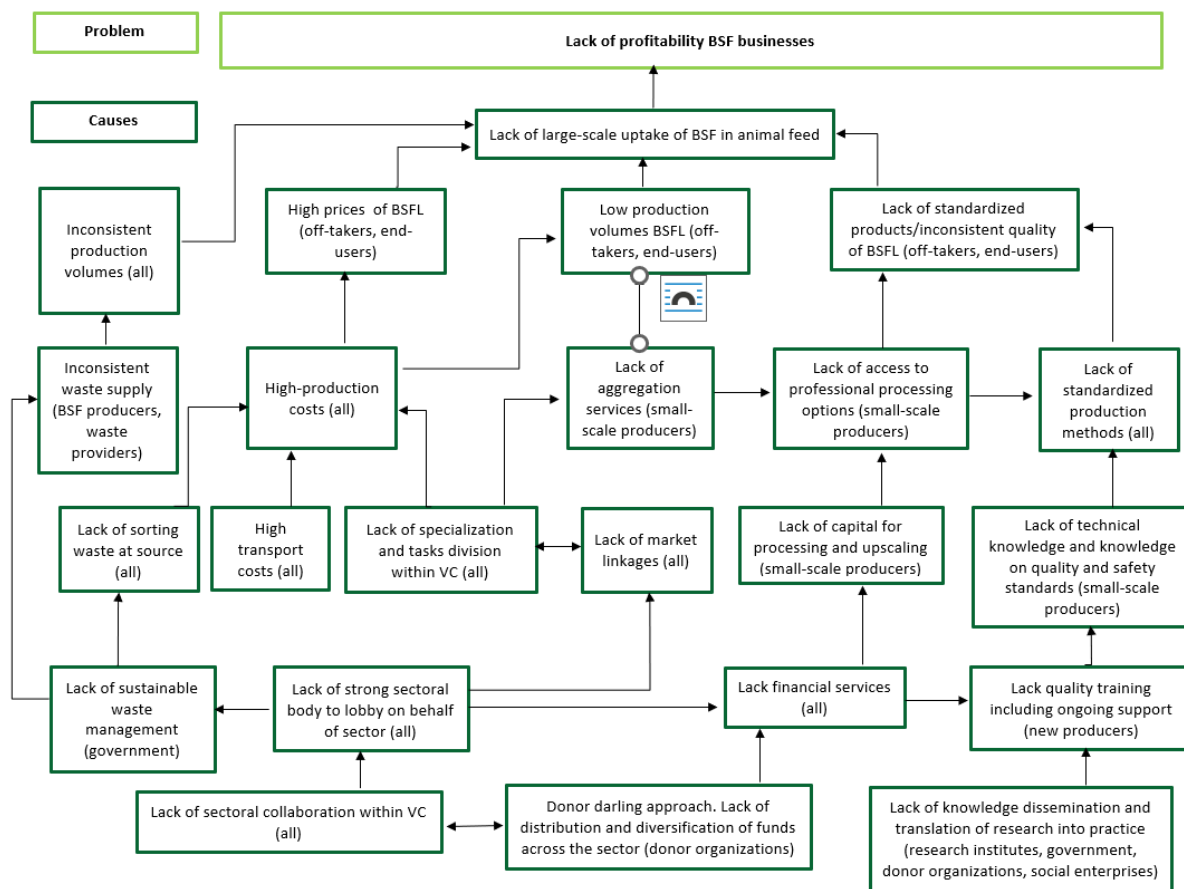 Problem
Lack of profitability BSF businesses
Causes
Lack of large-scale uptake of BSF in animal feed
Inconsistent
production
volumes (all)
High prices of BSFL
(off-takers, end-
users)
Low production
volumes BSFL (off-
takers, end-users)
Lack of standardized
products/inconsistent quality
of BSFL (off-takers, end-users)
Inconsistent
waste supply
(BSF producers,
waste
providers)
High-production
costs (all)
Lack of
aggregation
services (small-
scale producers)
Lack of access to
professional processing
options (small-scale
producers)
Lack of
standardized
production
methods (all)
Lack of sorting
waste at source
(all)
High
transport
costs (all)
Lack of specialization
and tasks division
within VC (all)
Lack of market
linkages (all)
Lack of capital for
processing and upscaling
(small-scale producers)
Lack of technical
knowledge and knowledge
on quality and safety
standards (small-scale
producers)
Lack of sustainable
waste
management
(government)
Lack of strong sectoral
body to lobby on behalf
of sector (all)
Lack financial services
(all)
Lack quality training
including ongoing support
(new producers)
Lack of sectoral collaboration within VC
(all)
Donor darling approach. Lack of
distribution and diversification of funds
across the sector (donor organizations)
Lack of knowledge dissemination and
translation of research into practice
(research institutes, government,
donor organizations, social enterprises)